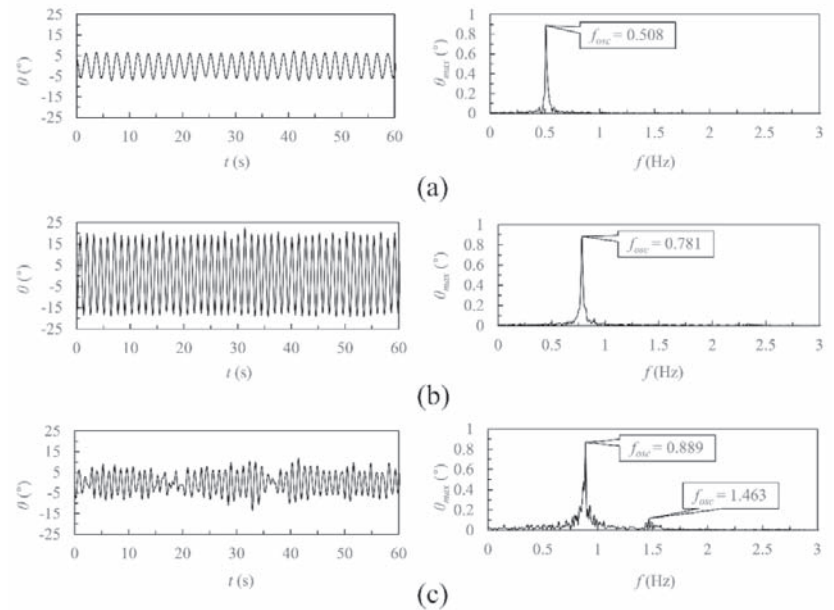 25
15
5
-5
-15
-25
θ (°)
0 10 20 30 40 50 60
t (s)
1
0.8
0.6
0.4
0.2
0
θmax (°)
fosc = 0.508
0 0.5 1 1.5 2 2.5 3
f (Hz)
(a)
25
15
5
-5
-15
-25
θ (°)
0 10 20 30 40 50 60
t (s)
1
0.8
0.6
0.4
0.2
0
θmax (°)
fosc = 0.781
0 0.5 1 1.5 2 2.5 3
f (Hz)
(b)
25
15
5
-5
-15
-25
θ (°)
0 10 20 30 40 50 60
t (s)
1
0.8
0.6
0.4
0.2
0
θmax (°)
fosc = 0.889
fosc = 1.463
0 0.5 1 1.5 2 2.5 3
f (Hz)
(c)